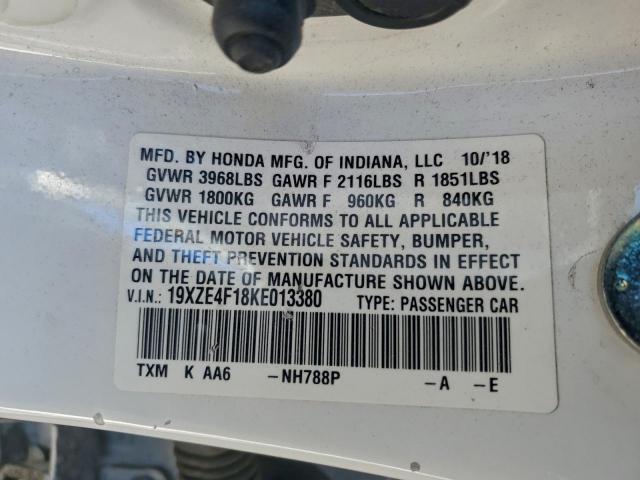 MFD. BY HONDA MFG. OF INDIANA, LLC 10/'18
GVWR 3968LBS GAWR F 2116LBS R 1851LBS
GVWR 1800KG GAWR F 960KG R 840KG
THIS VEHICLE CONFORMS TO ALL APPLICABLE
FEDERAL MOTOR VEHICLE SAFETY, BUMPER,
AND THEFT PREVENTION STANDARDS IN EFFECT
ON THE DATE OF MANUFACTURE SHOWN ABOVE.
V.I.N.: 19XZE4F18KE013380 TYPE: PASSENGER CAR
TXM K AA6 -NH788P -A -E